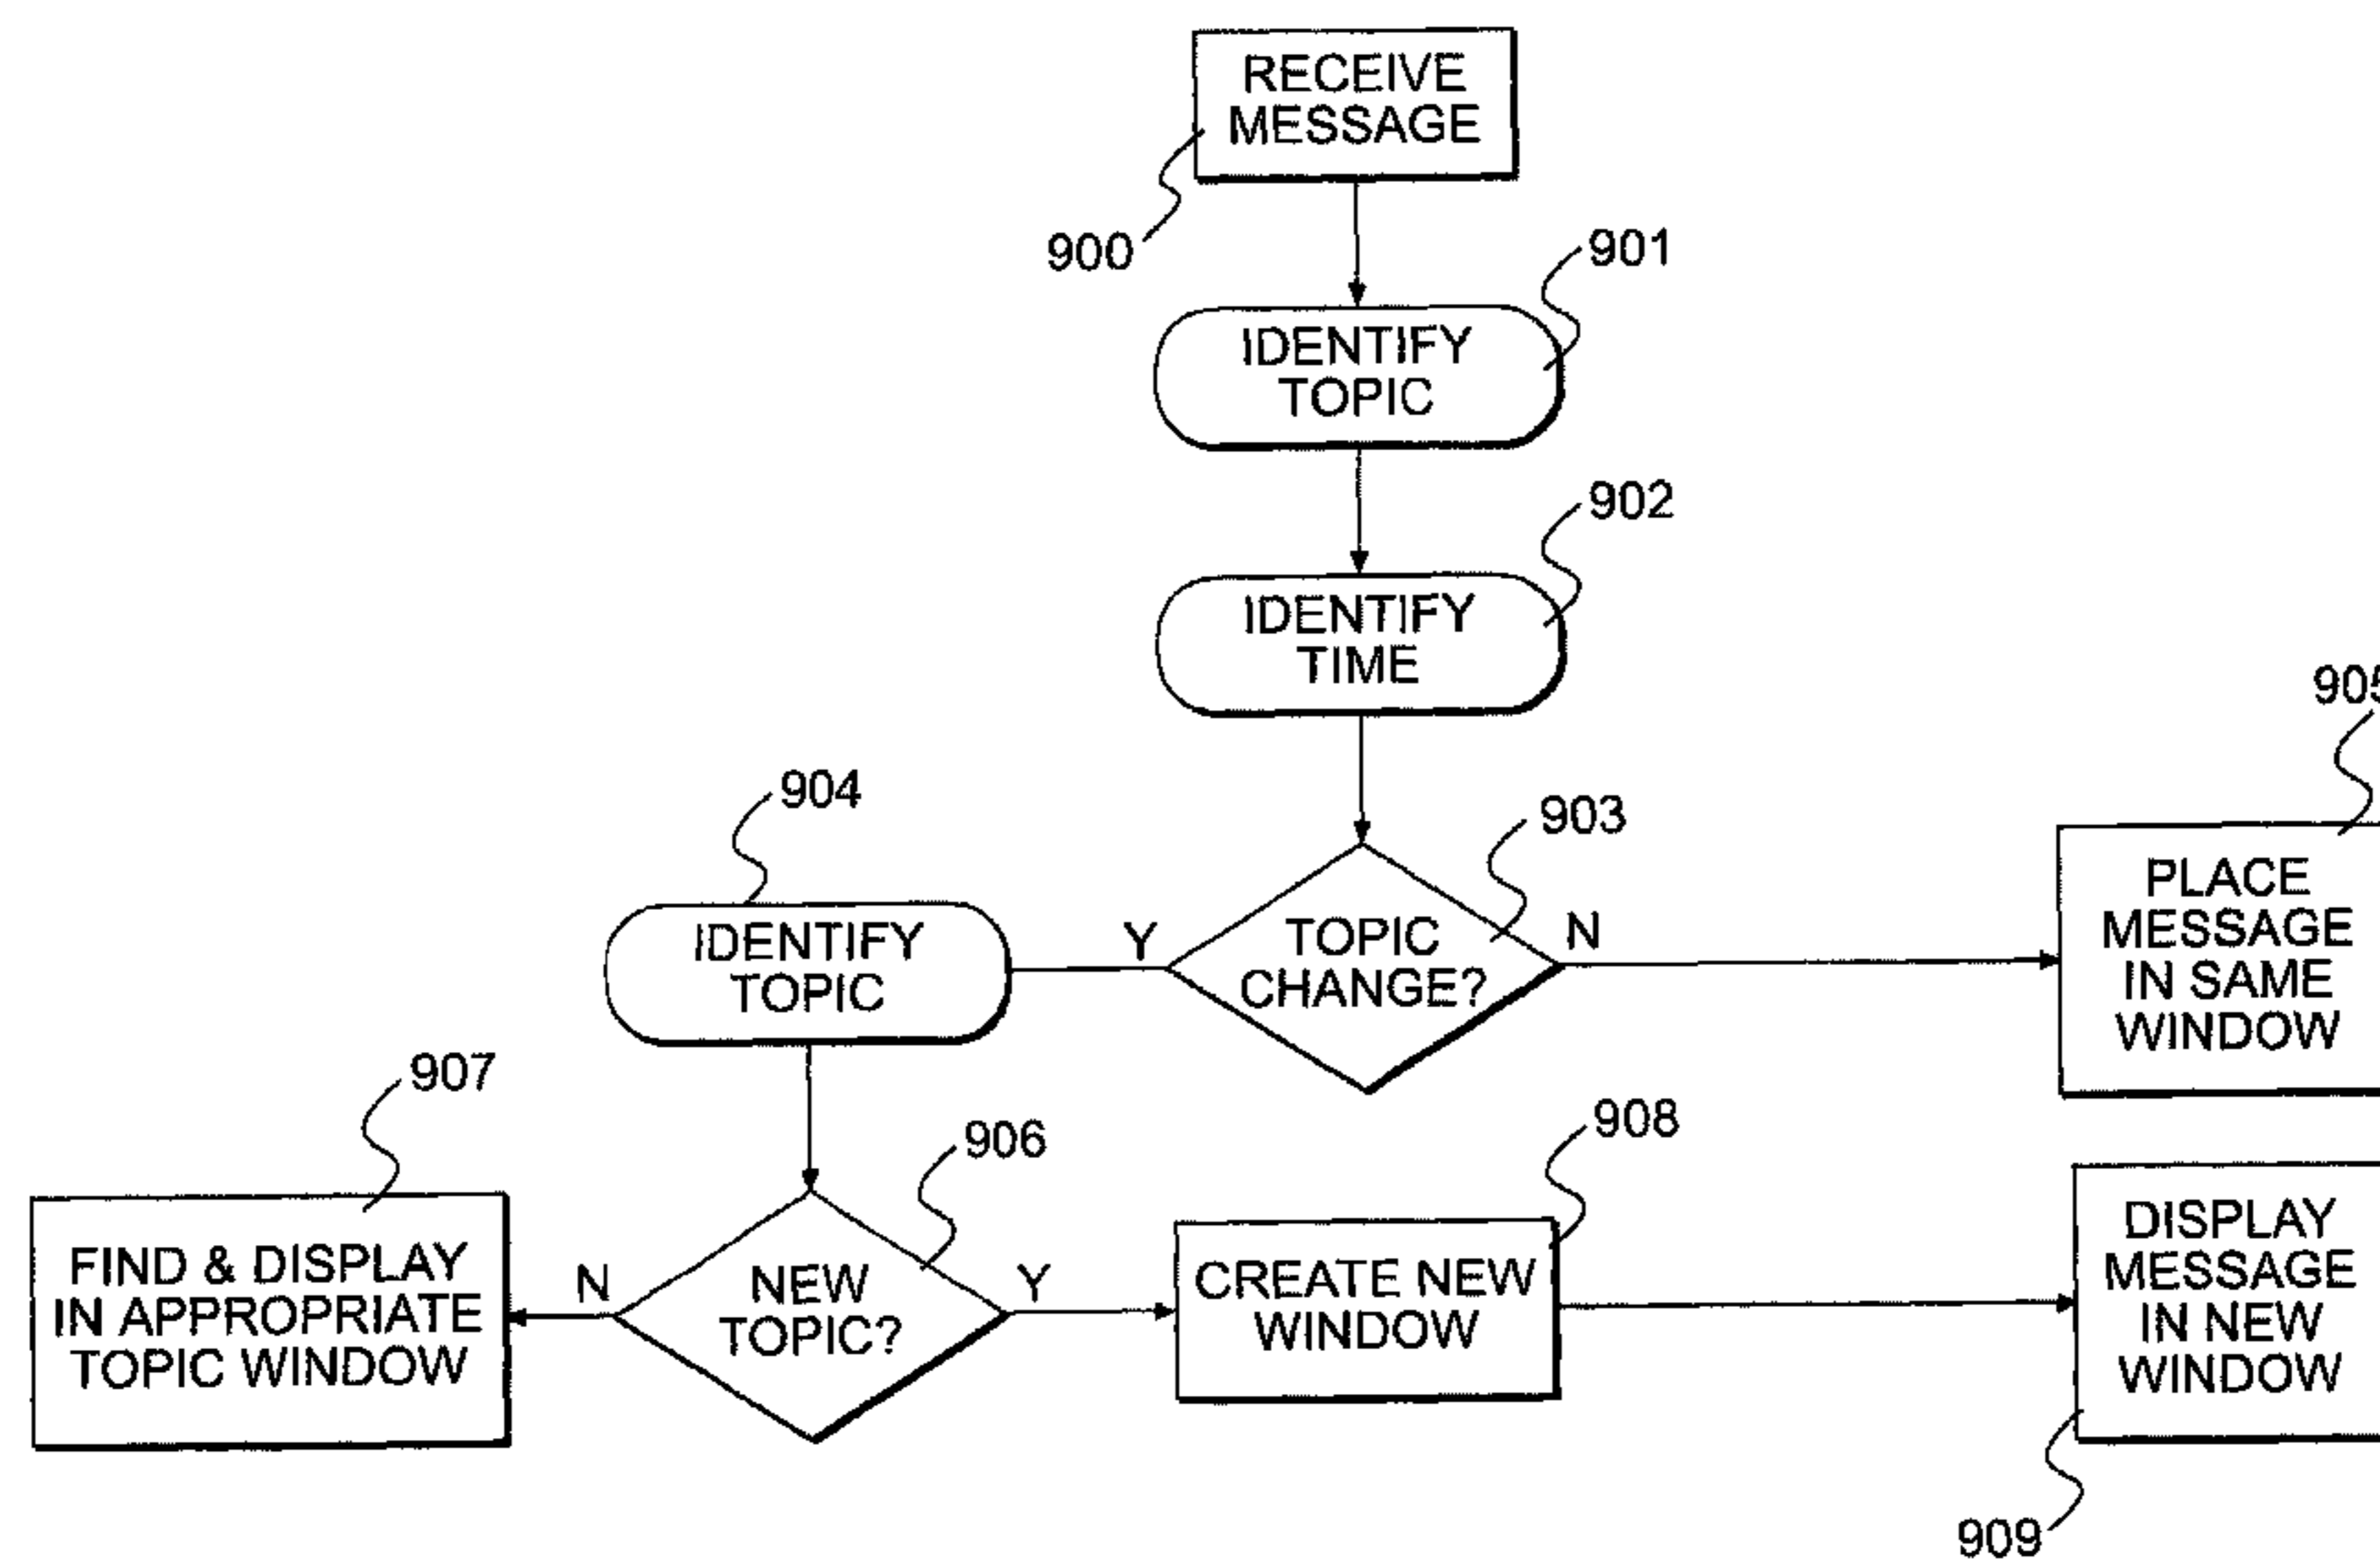 RECEIVE
MESSAGE
900
901
IDENTIFY
TOPIC
902
IDENTIFY
TIME
905
904
903
IDENTIFY
TOPIC
Y
TOPIC
CHANGE?
N
PLACE
MESSAGE
IN SAME
WINDOW
907
906
908
FIND & DISPLAY
IN APPROPRIATE
TOPIC WINDOW
N
NEW
TOPIC?
Y
CREATE NEW
WINDOW
DISPLAY
MESSAGE
IN NEW
WINDOW
909